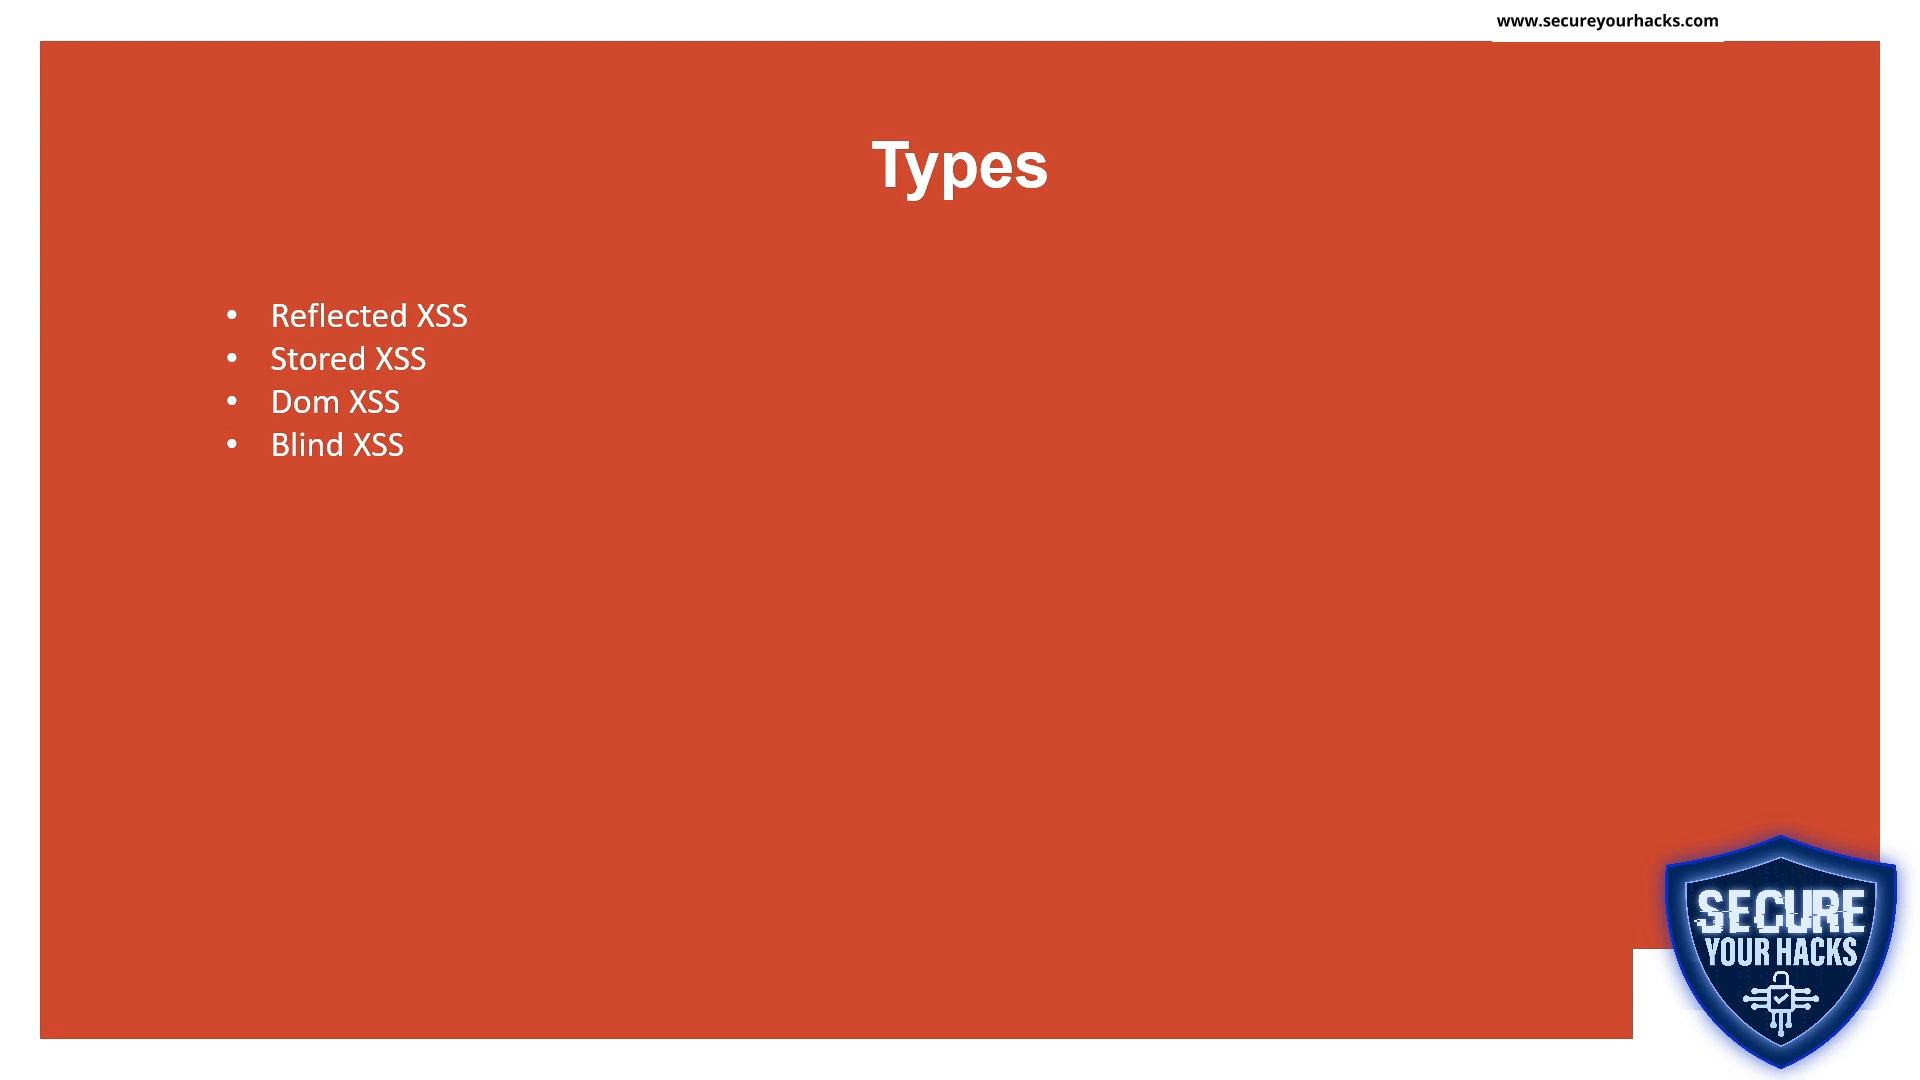 www.secureyourhacks.com
Types
• Reflected XSS
• Stored XSS
• Dom XSS
• Blind XSS
SECURE
YOUR HACKS